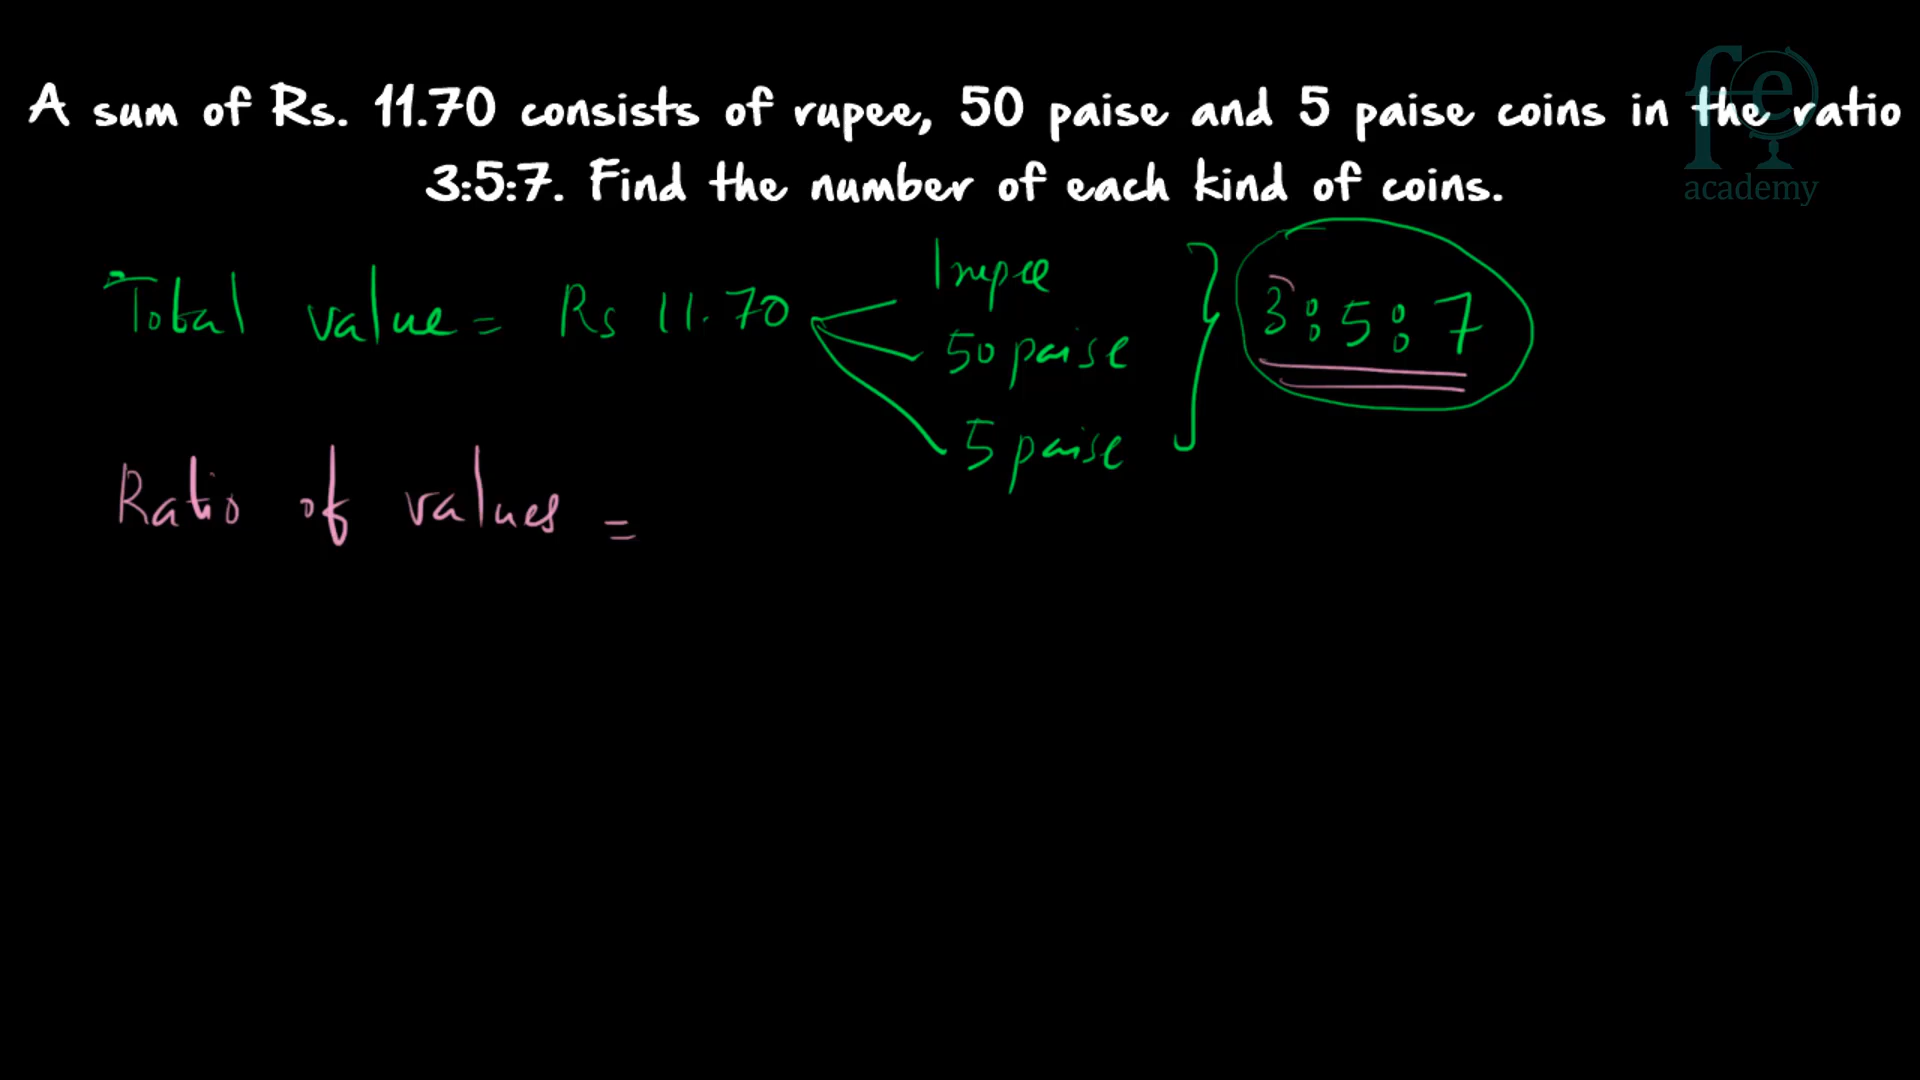 A sum of Rs. 11.70 consists of rupee, 50 paise and 5 paise coins in the ratio
3:5:7. Find the number of each kind of coins.
fe
academy
Total value = Rs 11.70
1 rupee
50 paise
5 paise
3 : 5 : 7
Ratio of values =